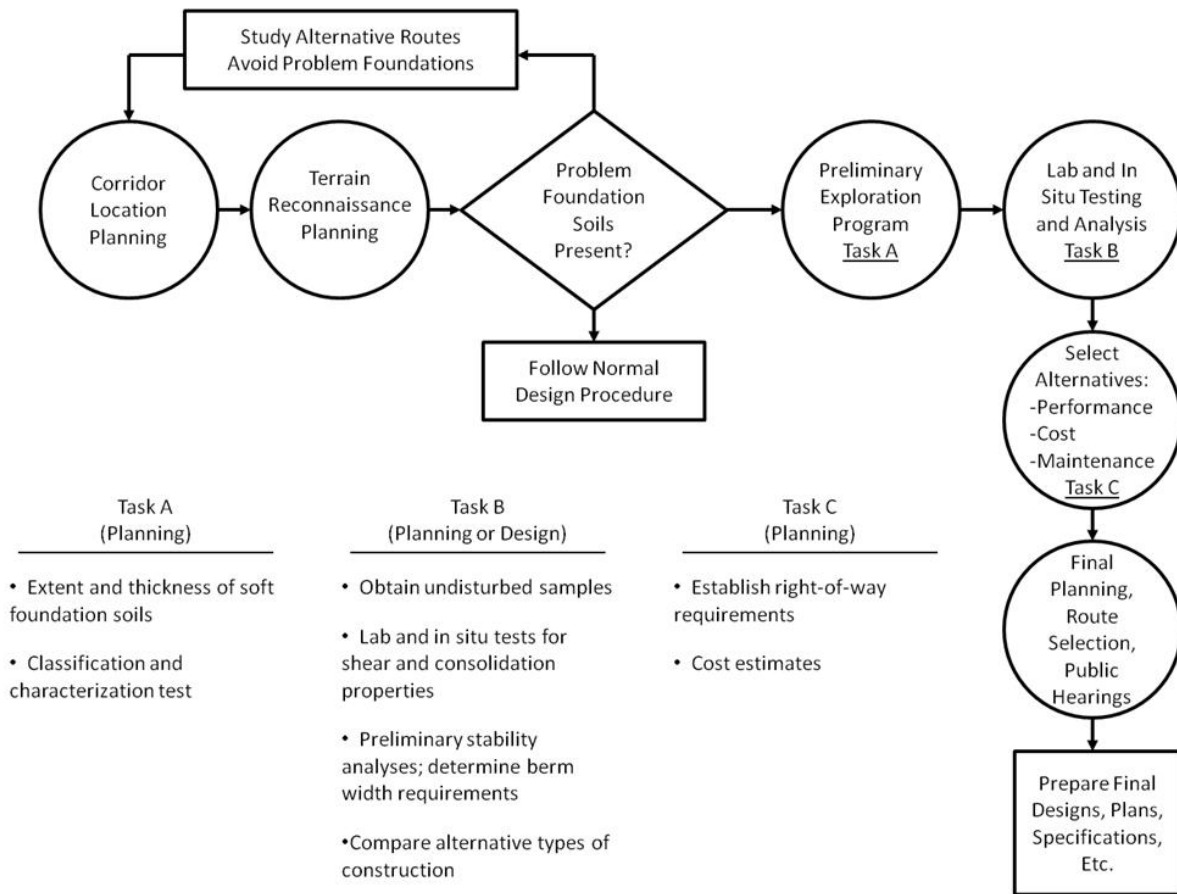 Study Alternative Routes
Avoid Problem Foundations
Corridor
Location
Planning
Terrain
Reconnaissance
Planning
Problem
Foundation
Soils
Present?
Preliminary
Exploration
Program
Task A
Lab and In
Situ Testing
and Analysis
Task B
Follow Normal
Design Procedure
Select
Alternatives:
-Performance
-Cost
-Maintenance
Task C
Final
Planning,
Route
Selection,
Public
Hearings
Prepare Final
Designs, Plans,
Specifications,
Etc.
Task A
(Planning)
• Extent and thickness of soft
foundation soils
• Classification and
characterization test
Task B
(Planning or Design)
• Obtain undisturbed samples
• Lab and in situ tests for
shear and consolidation
properties
• Preliminary stability
analyses; determine berm
width requirements
•Compare alternative types of
construction
Task C
(Planning)
• Establish right-of-way
requirements
• Cost estimates